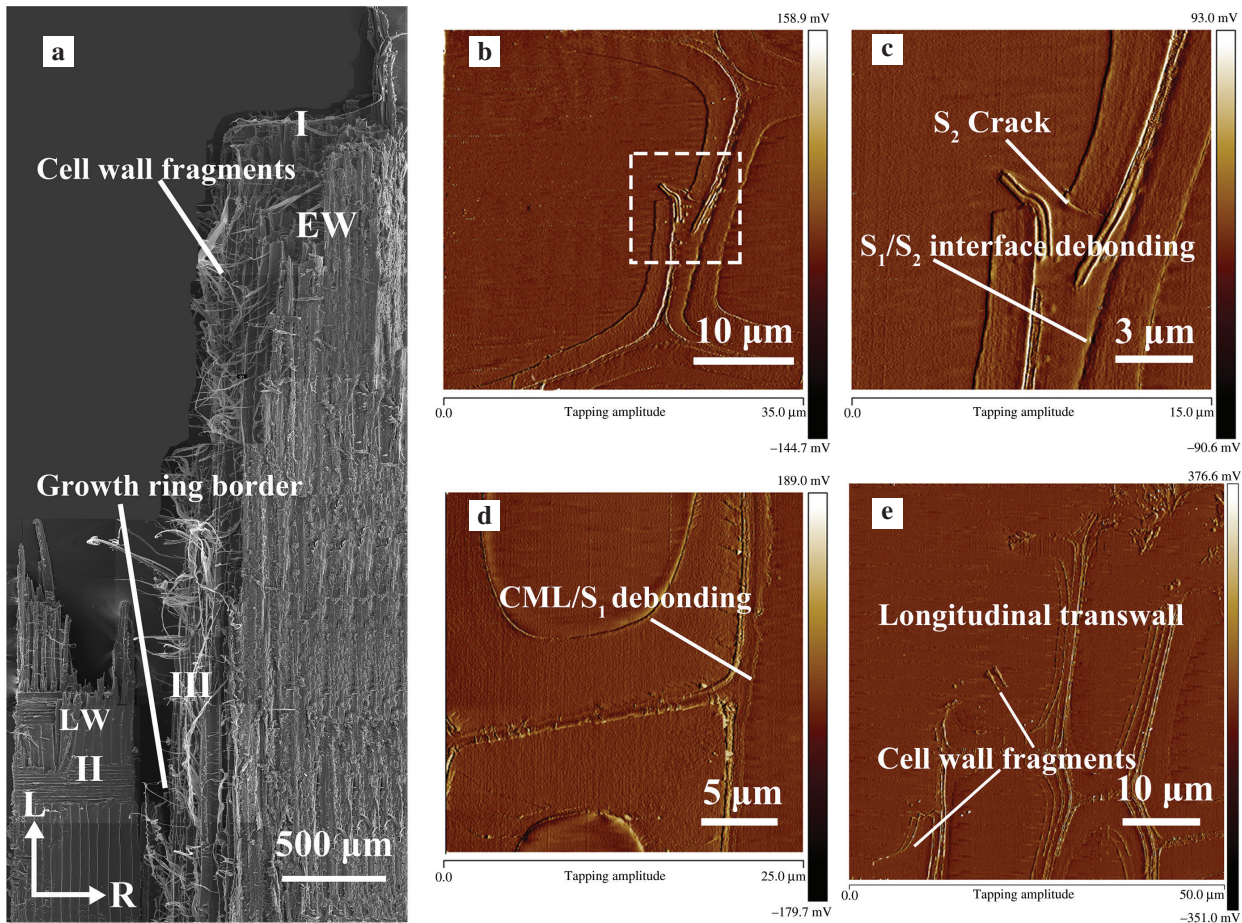 a
I
Cell wall fragments
EW
Growth ring border
III
LW
II
L
R
500 µm
158.9 mV
b
10 µm
0.0
Tapping amplitude
35.0 µm
−144.7 mV
93.0 mV
c
S₂ Crack
S₁/S₂ interface debonding
3 µm
0.0
Tapping amplitude
15.0 µm
−90.6 mV
189.0 mV
d
CML/S₁ debonding
5 µm
0.0
Tapping amplitude
25.0 µm
−179.7 mV
376.6 mV
e
Longitudinal transwall
Cell wall fragments
10 µm
0.0
Tapping amplitude
50.0 µm
−351.0 mV